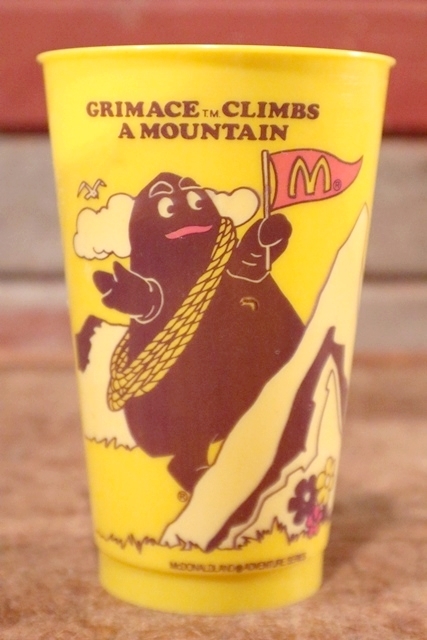 GRIMACE™ CLIMBS
A MOUNTAIN
M®
®
McDONALDLAND® ADVENTURE SERIES